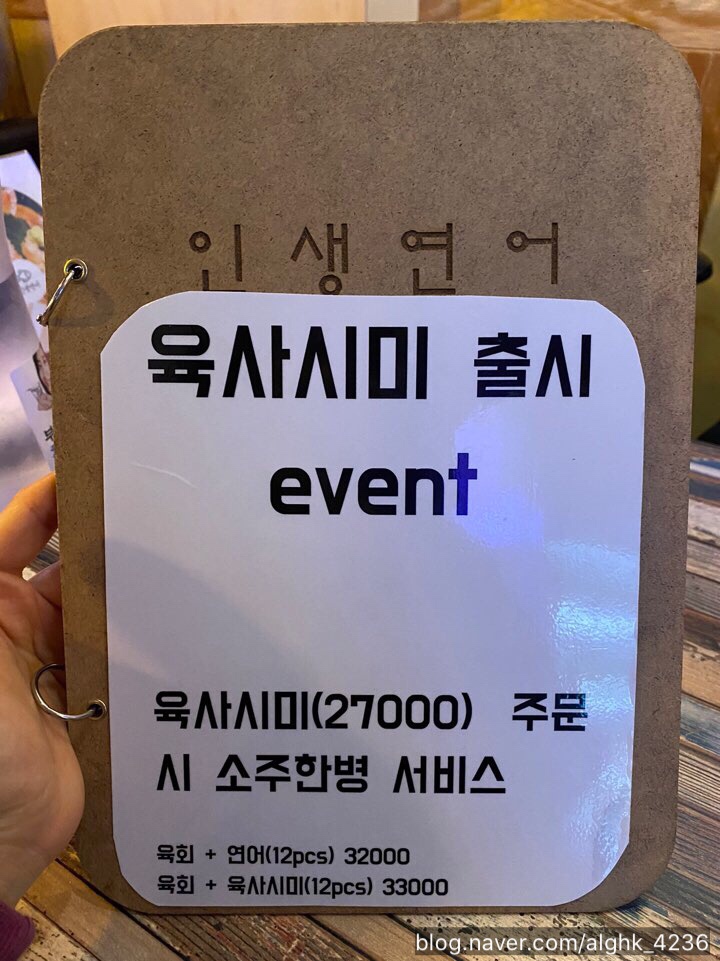 인생연어
육사시미 출시
event
육사시미(27000) 주문
시 소주한병 서비스
육회 + 연어(12pcs) 32000
육회 + 육사시미(12pcs) 33000
blog.naver.com/alghk_4236